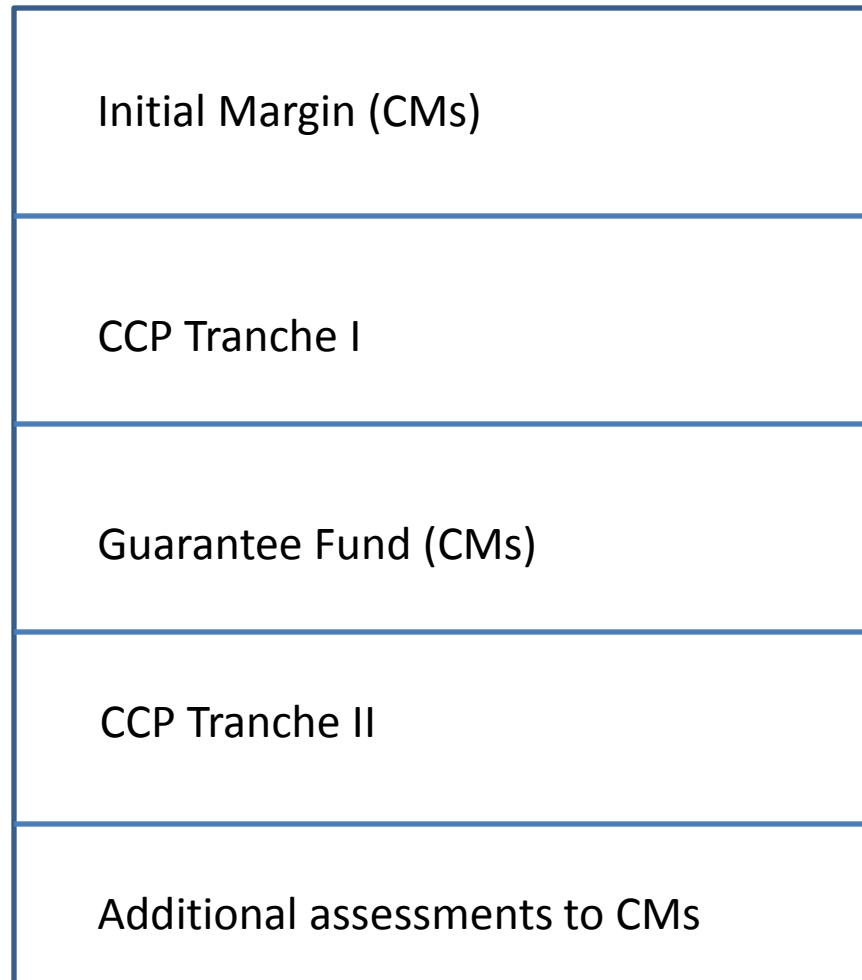 Initial Margin (CMs)
CCP Tranche I
Guarantee Fund (CMs)
CCP Tranche II
Additional assessments to CMs